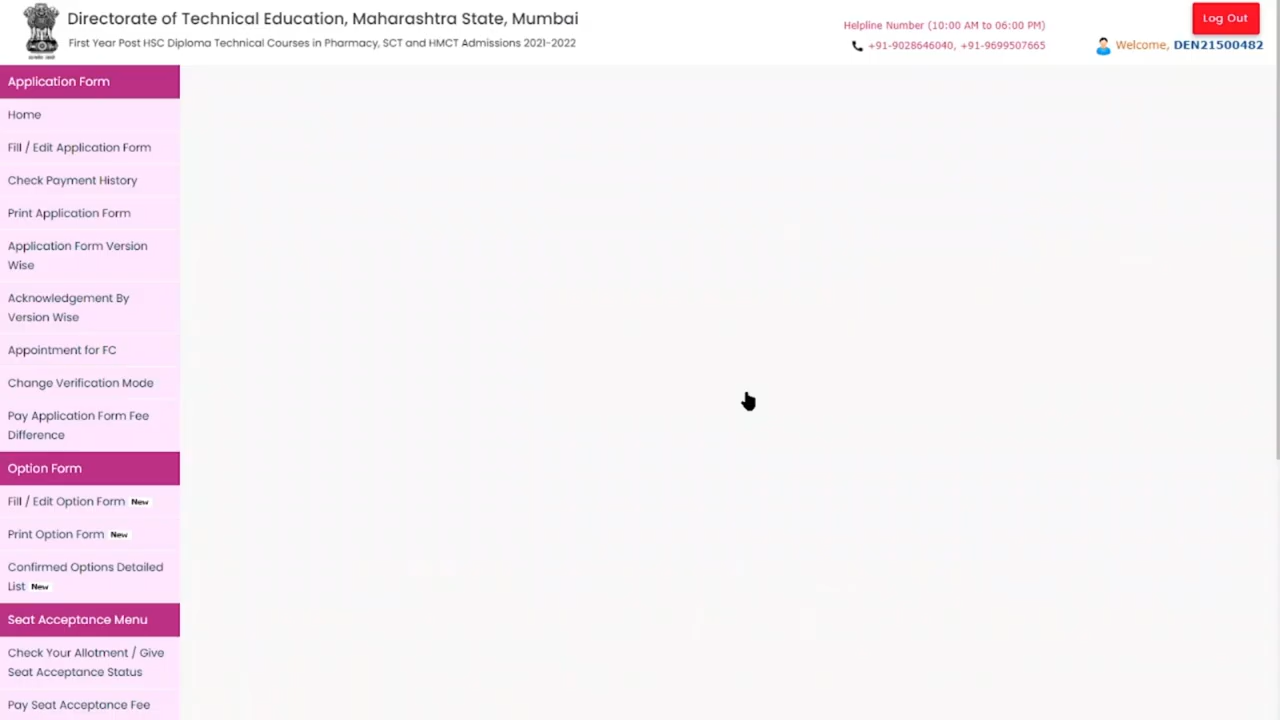 Directorate of Technical Education, Maharashtra State, Mumbai
First Year Post HSC Diploma Technical Courses in Pharmacy, SCT and HMCT Admissions 2021-2022
Helpline Number (10:00 AM to 06:00 PM)
+91-9028646040, +91-9699507665
Log Out
Welcome, DEN21500482
Application Form
Home
Fill / Edit Application Form
Check Payment History
Print Application Form
Application Form Version
Wise
Acknowledgement By
Version Wise
Appointment for FC
Change Verification Mode
Pay Application Form Fee
Difference
Option Form
Fill / Edit Option Form New
Print Option Form New
Confirmed Options Detailed
List New
Seat Acceptance Menu
Check Your Allotment / Give
Seat Acceptance Status
Pay Seat Acceptance Fee